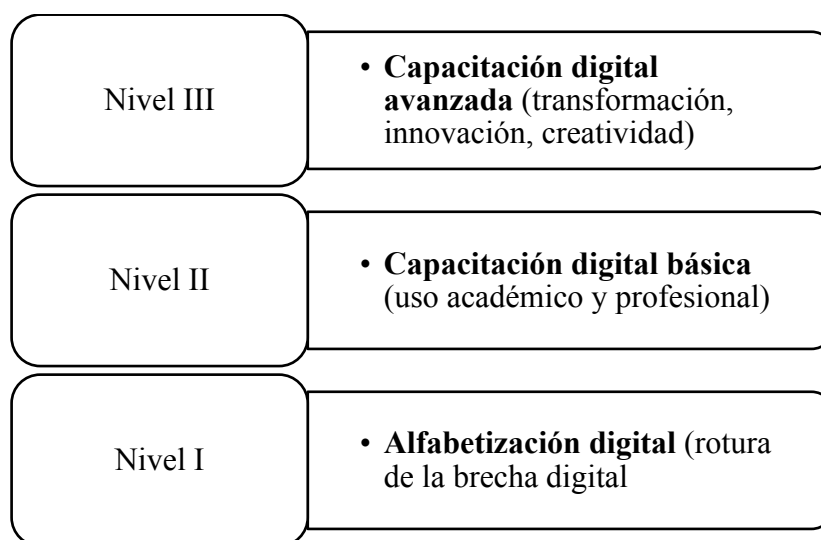 Nivel III
• Capacitación digital
avanzada (transformación,
innovación, creatividad)
Nivel II
• Capacitación digital básica
(uso académico y profesional)
Nivel I
• Alfabetización digital (rotura
de la brecha digital